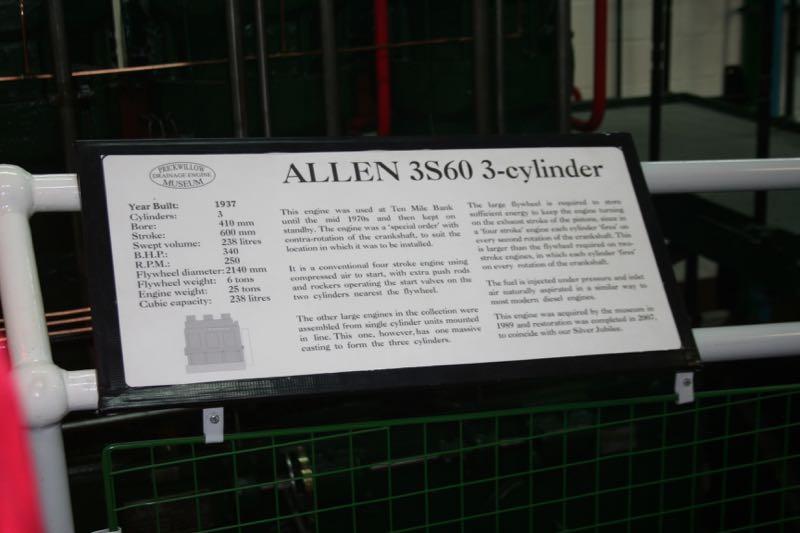 PRICKWILLOW
DRAINAGE ENGINE
MUSEUM
ALLEN 3S60 3-cylinder
Year Built: 1937
Cylinders: 3
Bore: 410 mm
Stroke: 600 mm
Swept volume: 238 litres
B.H.P.: 340
R.P.M.: 250
Flywheel diameter: 2140 mm
Flywheel weight: 6 tons
Engine weight: 25 tons
Cubic capacity: 238 litres
This engine was used at Ten Mile Bank
until the mid 1970s and then kept on
standby. The engine was a 'special order' with
contra-rotation of the crankshaft, to suit the
location in which it was to be installed.
It is a conventional four stroke engine using
compressed air to start, with extra push rods
and rockers operating the start valves on the
two cylinders nearest the flywheel.
The other large engines in the collection were
assembled from single cylinder units mounted
in line. This one, however, has one massive
casting to form the three cylinders.
The large flywheel is required to store
sufficient energy to keep the engine turning
on the exhaust stroke of the pistons, since in
a 'four stroke' engine each cylinder 'fires' on
every second rotation of the crankshaft. This
is larger than the flywheel required on two-
stroke engines, in which each cylinder 'fires'
on every rotation of the crankshaft.
The fuel is injected under pressure and inlet
air naturally aspirated in a similar way to
most modern diesel engines.
This engine was acquired by the museum in
1989 and restoration was completed in 2007,
to coincide with our Silver Jubilee.